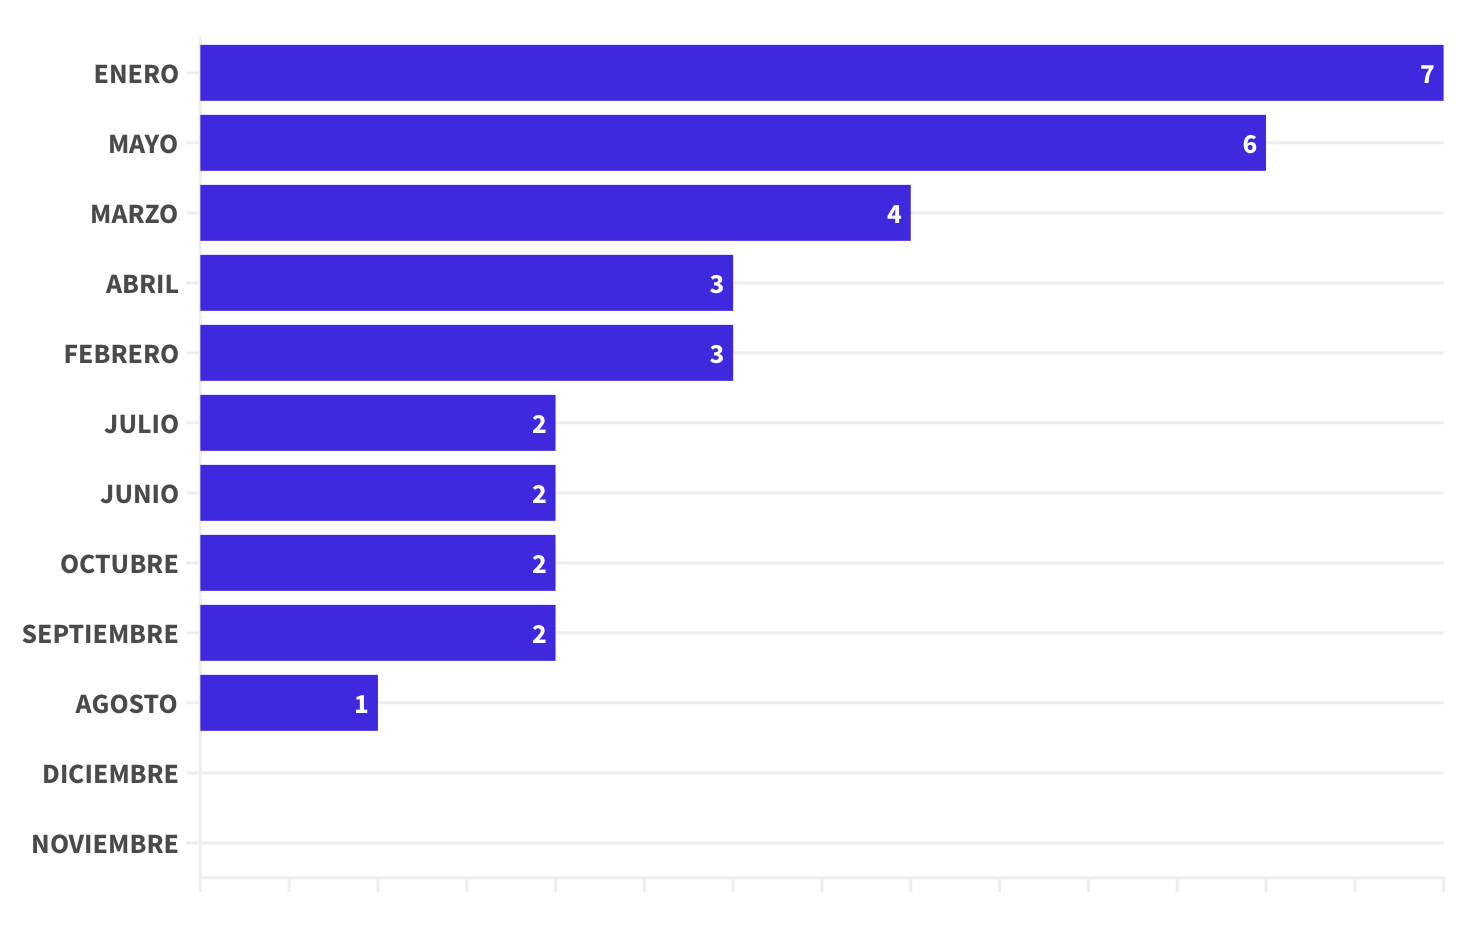 ENERO 7
MAYO 6
MARZO 4
ABRIL 3
FEBRERO 3
JULIO 2
JUNIO 2
OCTUBRE 2
SEPTIEMBRE 2
AGOSTO 1
DICIEMBRE
NOVIEMBRE